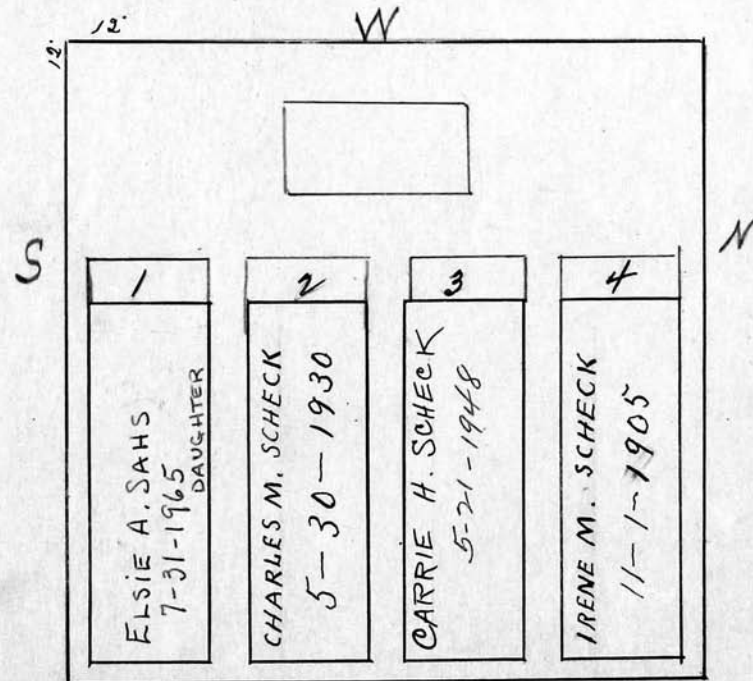 12'
W
12'
S
N
1
2
3
4
ELSIE A. SAHS
7-31-1965
DAUGHTER
CHARLES M. SCHECK
5-30-1930
CARRIE H. SCHECK
5-21-1948
IRENE M. SCHECK
11-1-1905